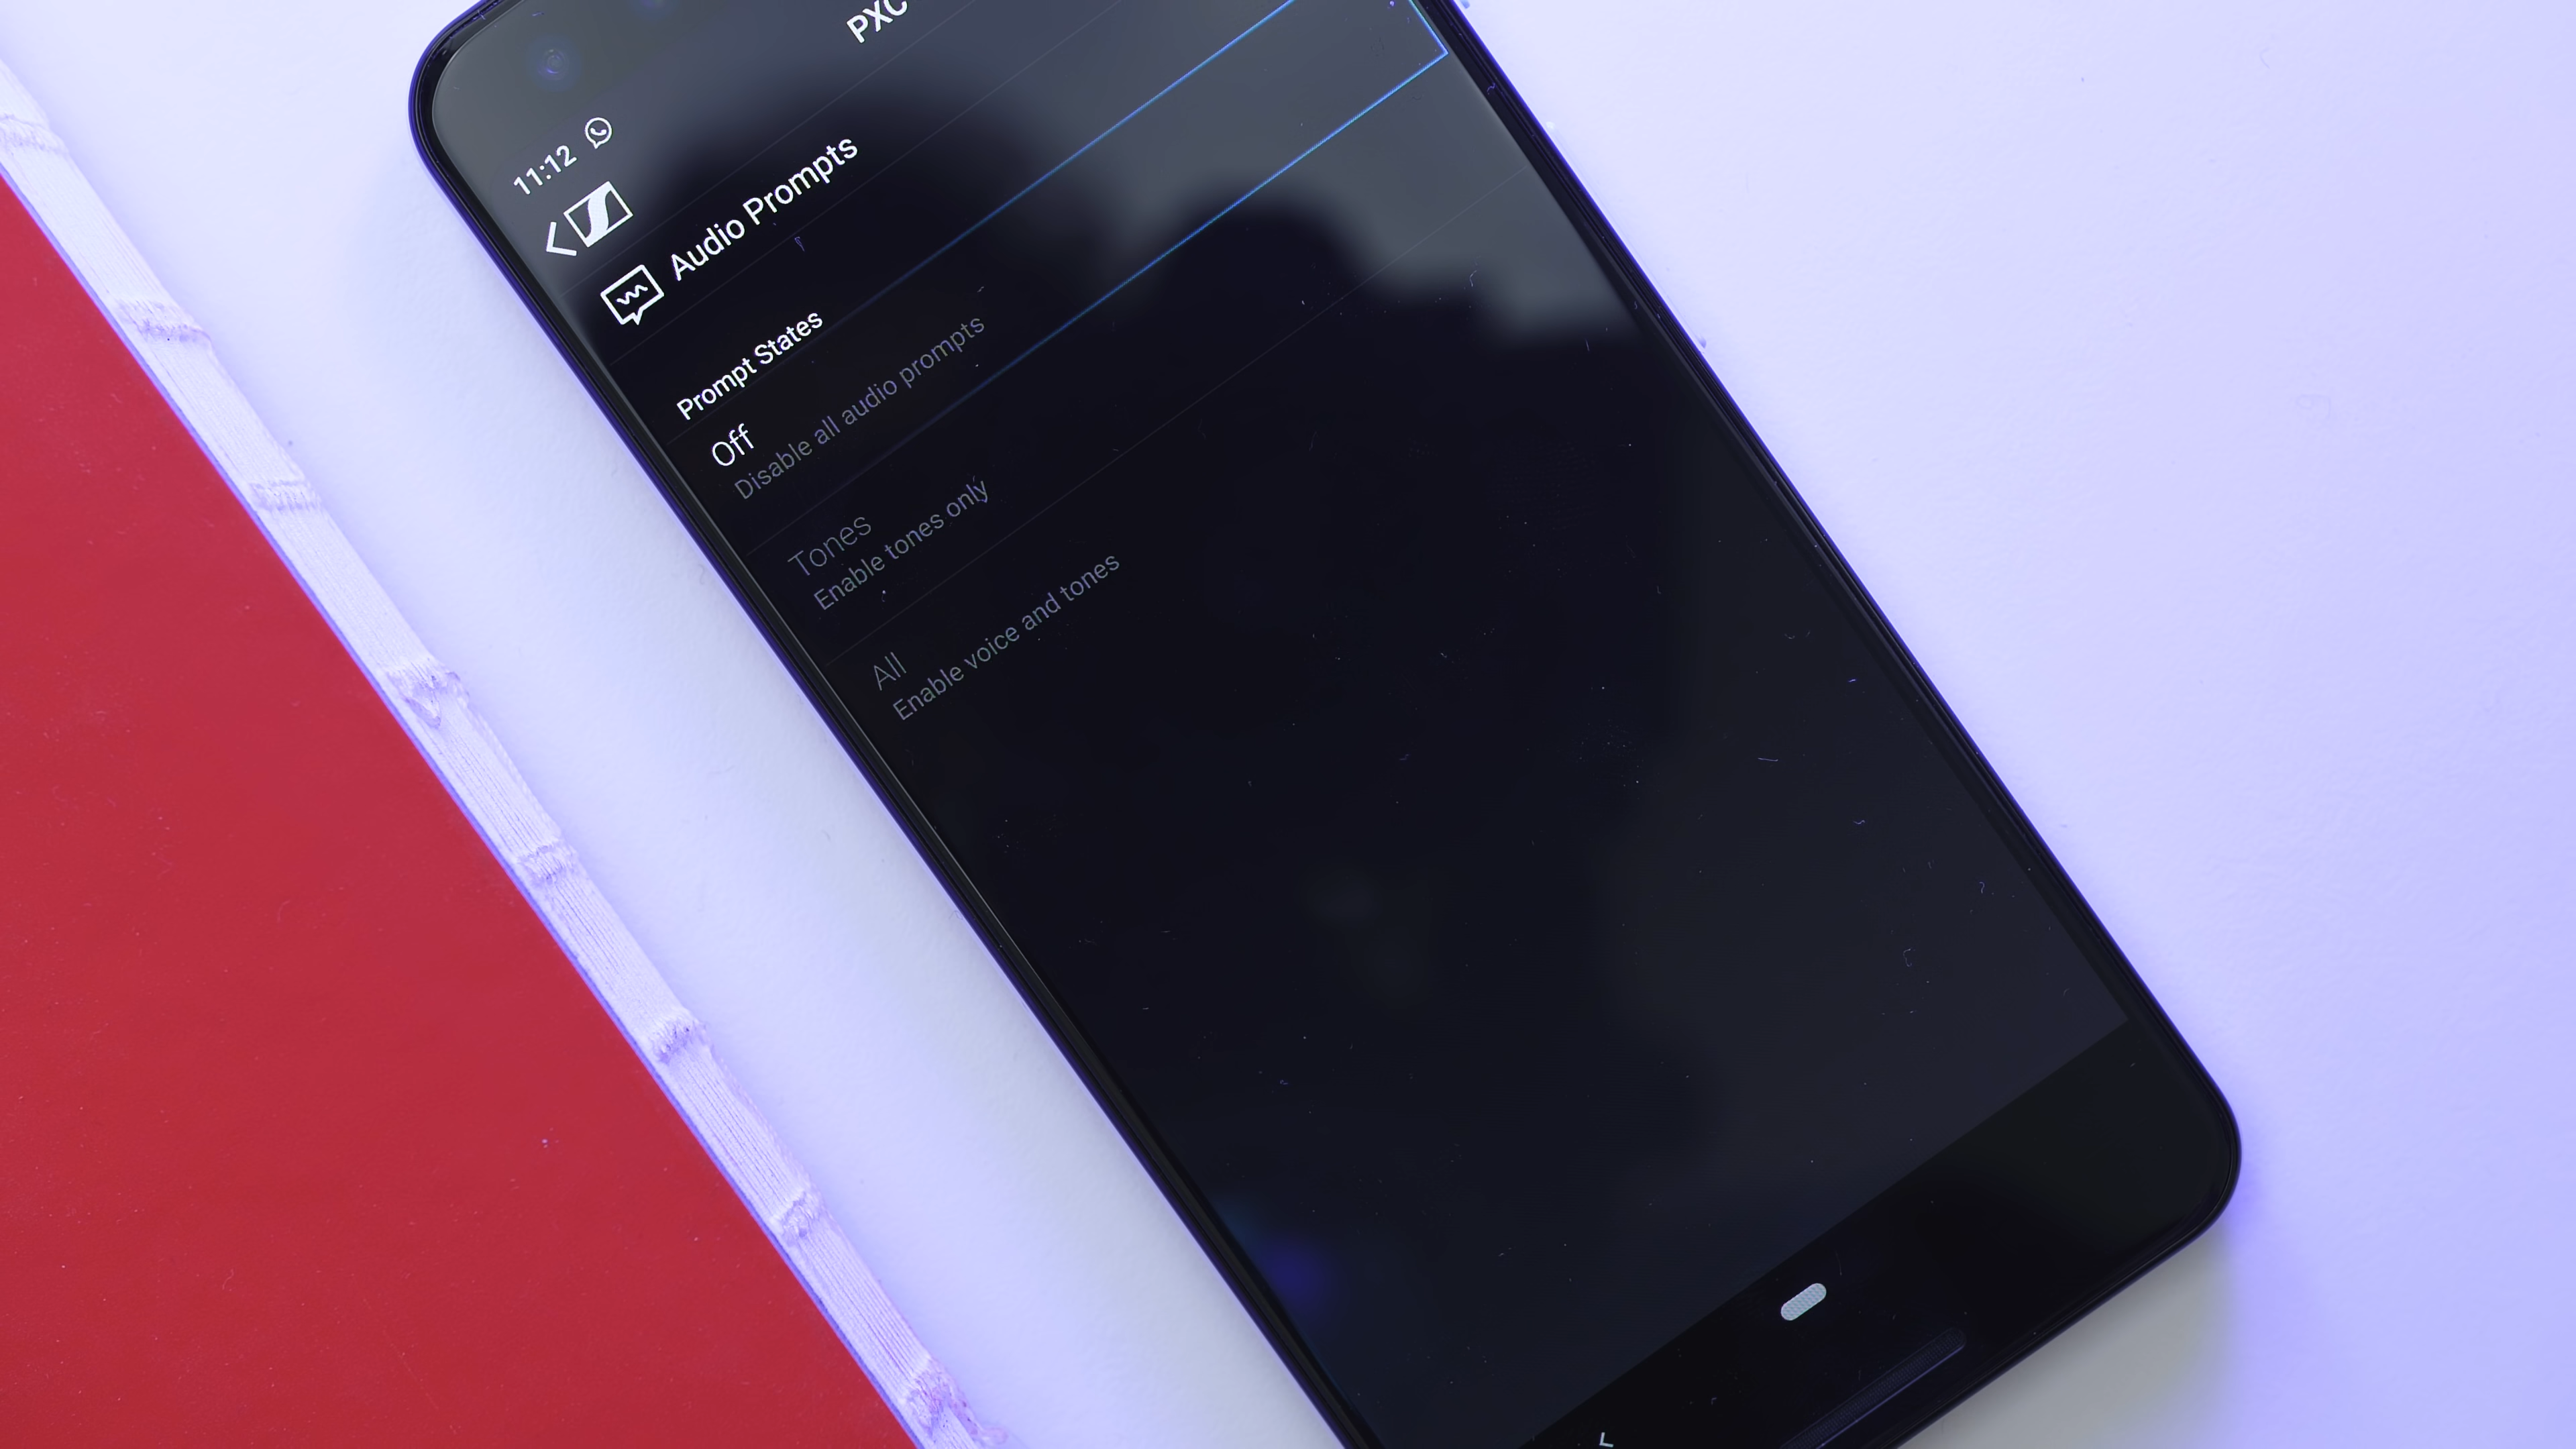 PXC
11:12
Audio Prompts
Prompt States
Off
Disable all audio prompts
Tones
Enable tones only
All
Enable voice and tones